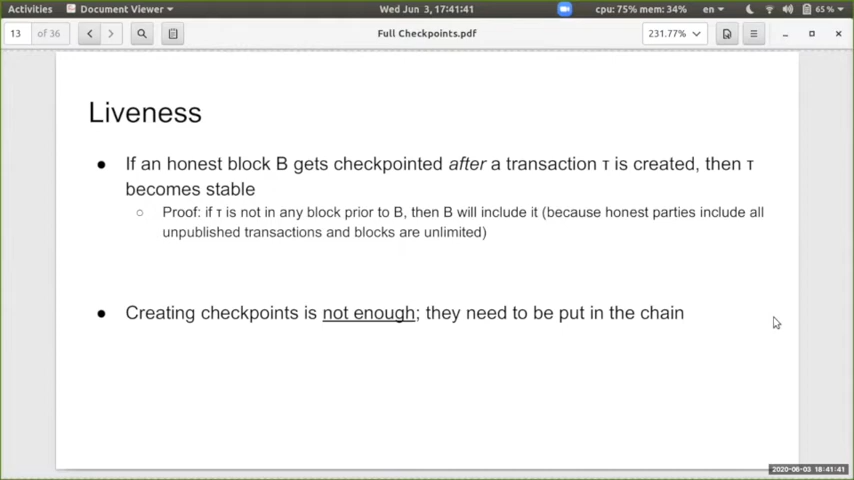 Activities Document Viewer Wed Jun 3, 17:41:41 cpu: 75% mem: 34% en 65 %
13 of 36 Full Checkpoints.pdf 231.77%
Liveness
● If an honest block B gets checkpointed after a transaction τ is created, then τ
becomes stable
○ Proof: if τ is not in any block prior to B, then B will include it (because honest parties include all
unpublished transactions and blocks are unlimited)
● Creating checkpoints is not enough; they need to be put in the chain
2020-06-03 18:41:41